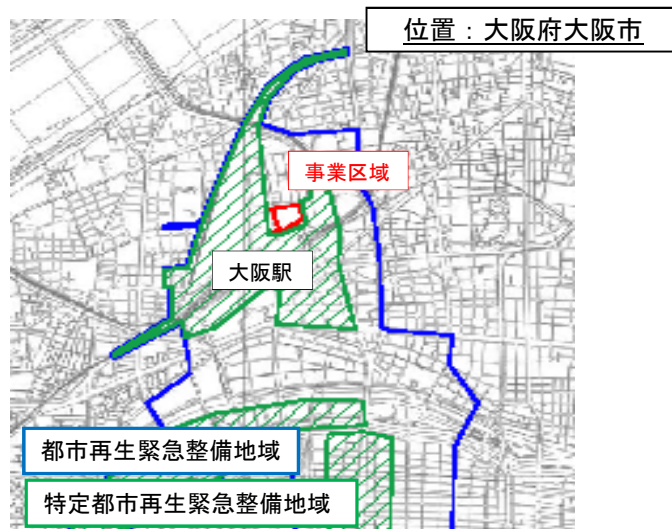 位置：大阪府大阪市
事業区域
大阪駅
都市再生緊急整備地域
特定都市再生緊急整備地域